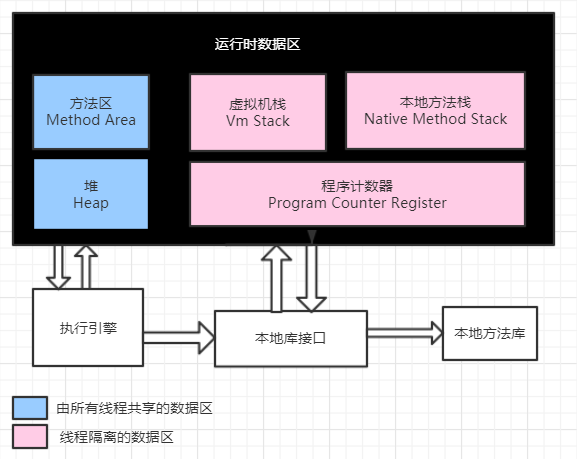 运行时数据区
方法区
Method Area
虚拟机栈
Vm Stack
本地方法栈
Native Method Stack
堆
Heap
程序计数器
Program Counter Register
执行引擎
本地库接口
本地方法库
由所有线程共享的数据区
线程隔离的数据区